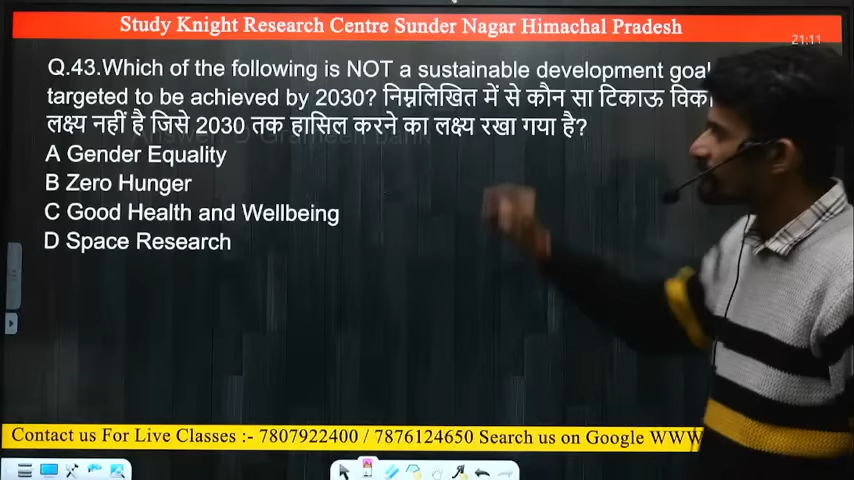 Study Knight Research Centre Sunder Nagar Himachal Pradesh
21:11
Q.43.Which of the following is NOT a sustainable development goal
targeted to be achieved by 2030? निम्नलिखित में से कौन सा टिकाऊ
लक्ष्य नहीं है जिसे 2030 तक हासिल करने का लक्ष्य रखा गया है?
Answer: D Grameen bank
A Gender Equality
B Zero Hunger
C Good Health and Wellbeing
D Space Research
Contact us For Live Classes :- 7807922400 / 7876124650 Search us on Google WWW